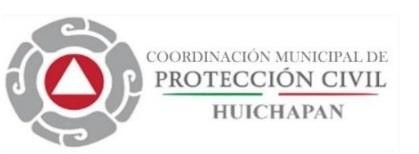 COORDINACIÓN MUNICIPAL DE
PROTECCIÓN CIVIL
HUICHAPAN